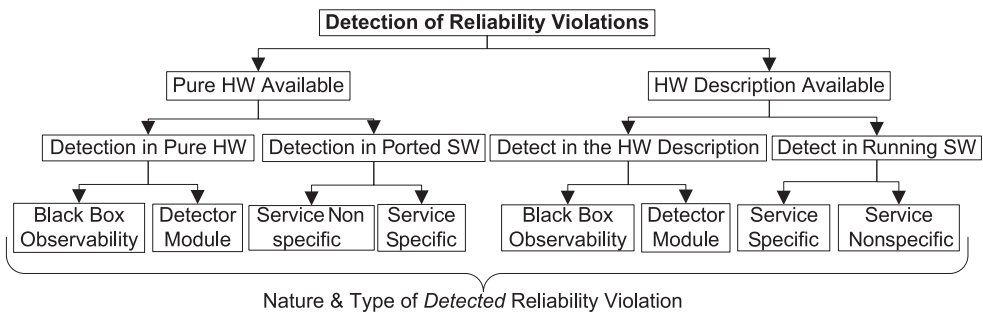 Detection of Reliability Violations
Pure HW Available
HW Description Available
Detection in Pure HW
Detection in Ported SW
Detect in the HW Description
Detect in Running SW
Black Box
Observability
Detector
Module
Service Non
specific
Service
Specific
Black Box
Observability
Detector
Module
Service
Specific
Service
Nonspecific
Nature & Type of Detected Reliability Violation